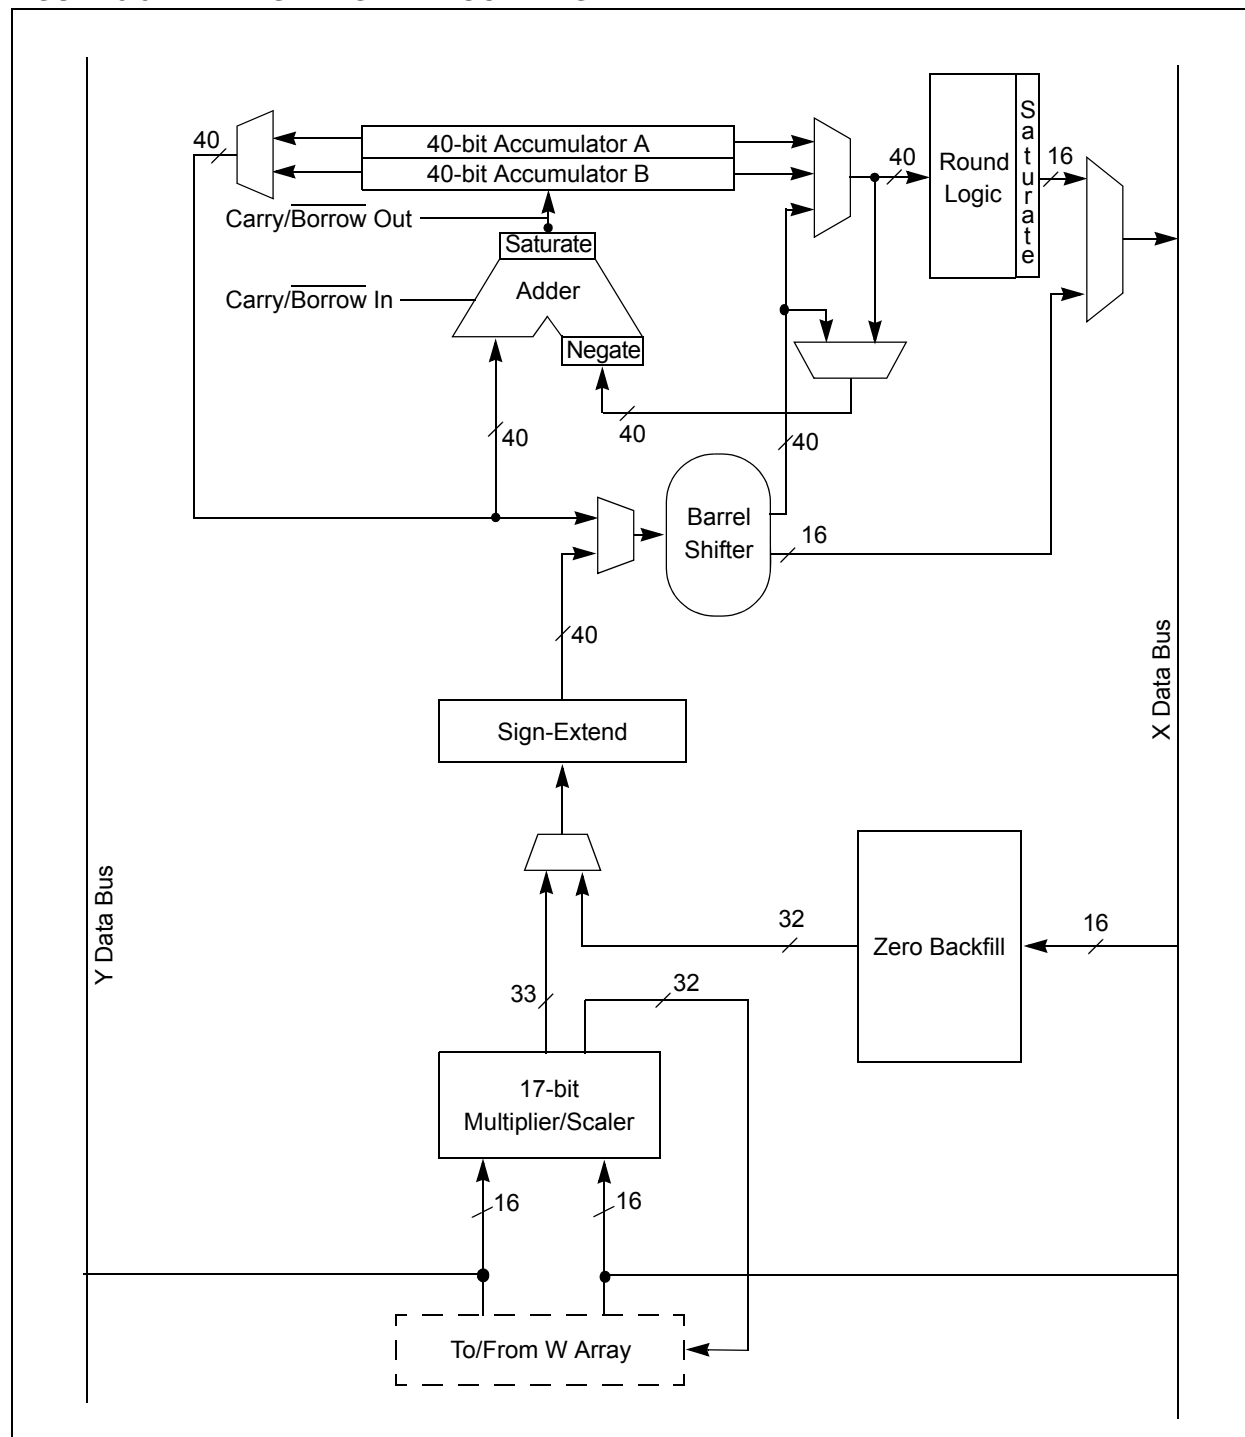 40-bit Accumulator A
40
40-bit Accumulator B
Carry/Borrow Out
Saturate
Carry/Borrow In
Adder
Negate
40
Round
Logic
Saturate
16
40
40
40
Barrel
Shifter
16
40
X Data Bus
Sign-Extend
Y Data Bus
32
Zero Backfill
16
33
32
17-bit
Multiplier/Scaler
16
16
To/From W Array